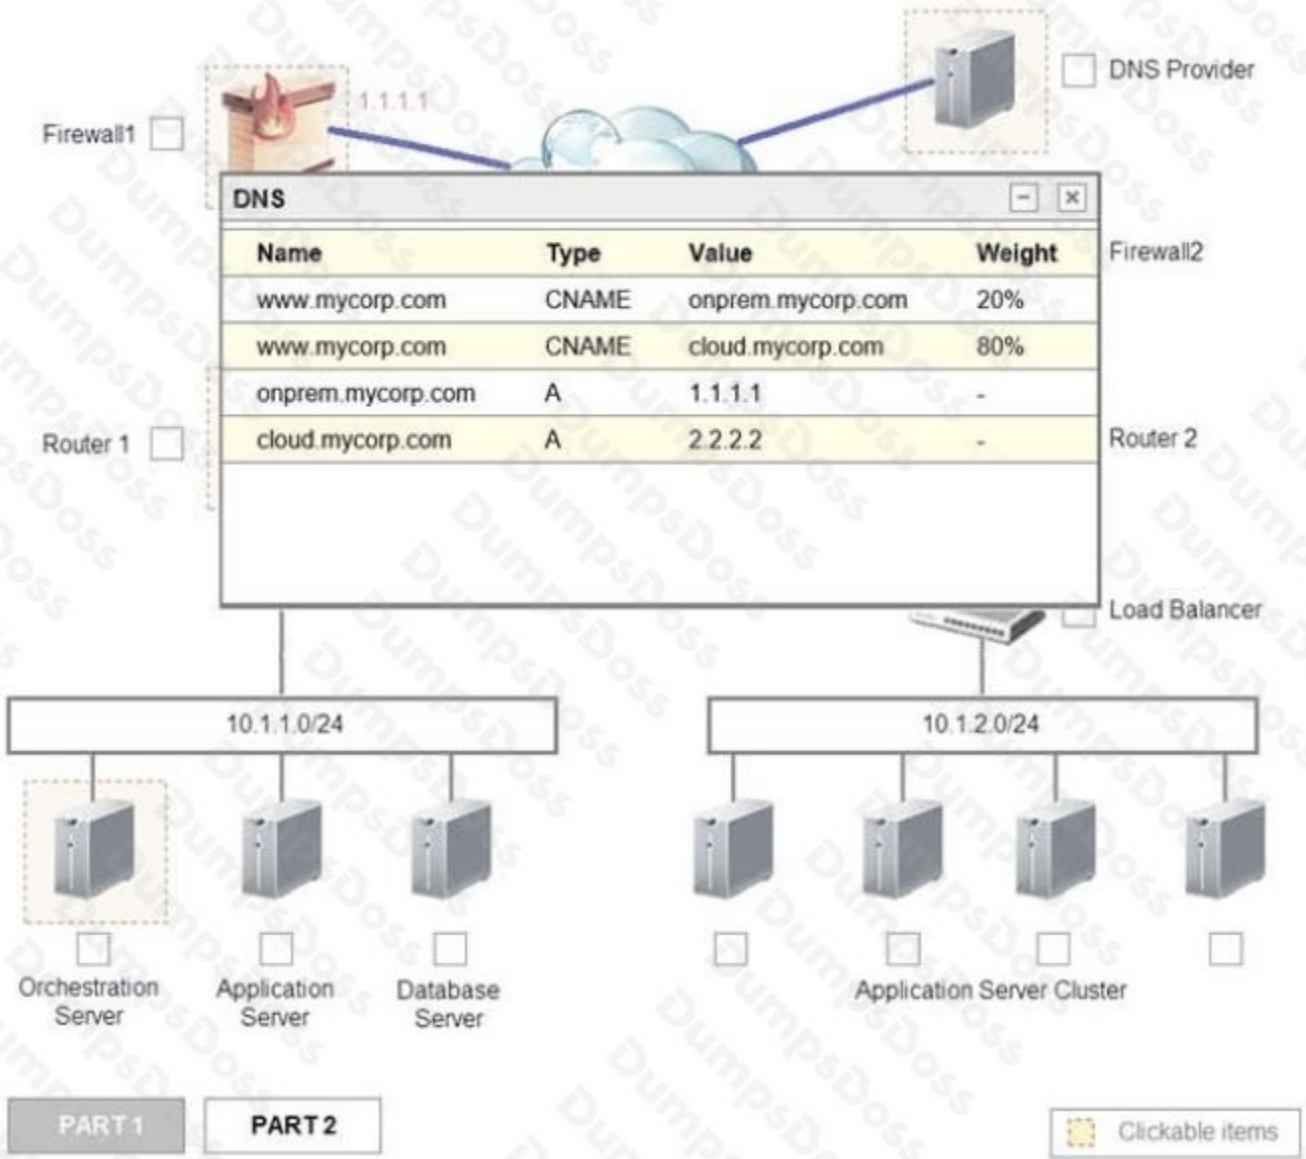 DNS Provider
1.1.1.1
Firewall1
DNS
Name Type Value Weight
Firewall2
www.mycorp.com CNAME onprem.mycorp.com 20%
www.mycorp.com CNAME cloud.mycorp.com 80%
onprem.mycorp.com A 1.1.1.1 -
Router 1
cloud.mycorp.com A 2.2.2.2 -
Router 2
Load Balancer
10.1.1.0/24
10.1.2.0/24
Orchestration
Server
Application
Server
Database
Server
Application Server Cluster
PART 1
PART 2
Clickable items
DumpsDoss